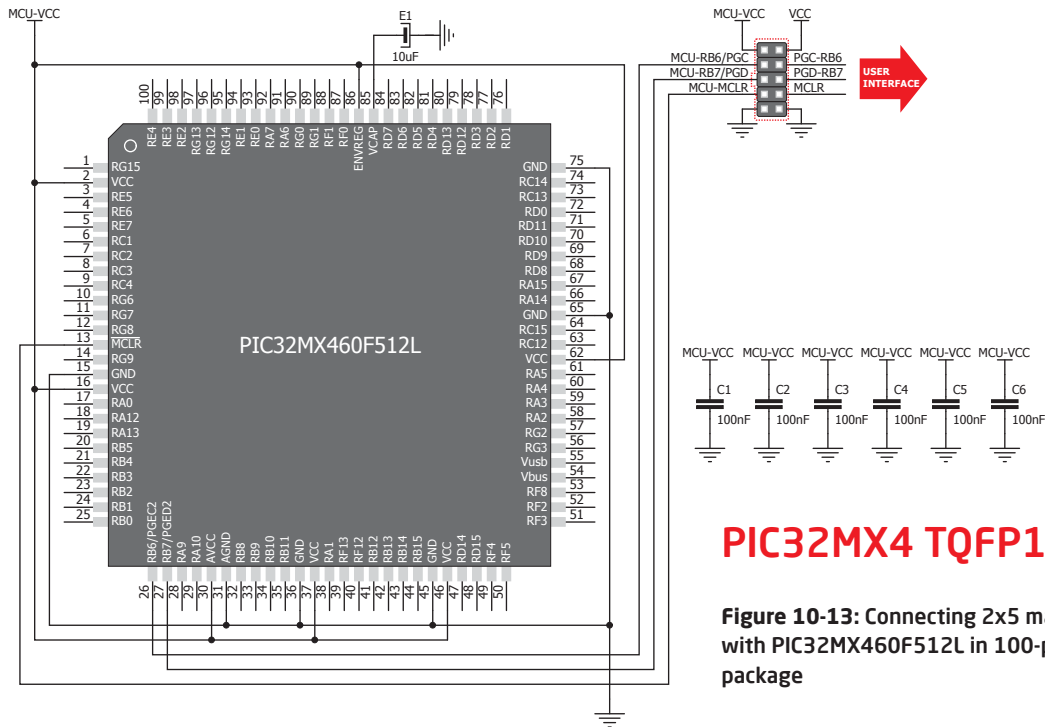 MCU-VCC
E1
10uF
MCU-VCC VCC
MCU-RB6/PGC PGC-RB6
MCU-RB7/PGD PGD-RB7
MCU-MCLR MCLR
USER
INTERFACE
100 99 98 97 96 95 94 93 92 91 90 89 88 87 86 85 84 83 82 81 80 79 78 77 76
RE4 RE3 RE2 RG13 RG12 RG14 RE1 RE0 RA7 RA6 RG0 RG1 RF1 RF0 ENVREG VCAP RD7 RD6 RD5 RD4 RD13 RD12 RD3 RD2 RD1
1 RG15
2 VCC
3 RE5
4 RE6
5 RE7
6 RC1
7 RC2
8 RC3
9 RC4
10 RG6
11 RG7
12 RG8
13 MCLR
14 RG9
15 GND
16 VCC
17 RA0
18 RA12
19 RA13
20 RB5
21 RB4
22 RB3
23 RB2
24 RB1
25 RB0
PIC32MX460F512L
GND 75
RC14 74
RC13 73
RD0 72
RD11 71
RD10 70
RD9 69
RD8 68
RA15 67
RA14 66
GND 65
RC15 64
RC12 63
VCC 62
RA5 61
RA4 60
RA3 59
RA2 58
RG2 57
RG3 56
Vusb 55
Vbus 54
RF8 53
RF2 52
RF3 51
RB6/PGEC2 RB7/PGED2 RA9 RA10 AVCC AGND RB8 RB9 RB10 RB11 GND VCC RA1 RF13 RF12 RB12 RB13 RB14 RB15 GND VCC RD14 RD15 RF4 RF5
26 27 28 29 30 31 32 33 34 35 36 37 38 39 40 41 42 43 44 45 46 47 48 49 50
MCU-VCC MCU-VCC MCU-VCC MCU-VCC MCU-VCC MCU-VCC
C1 C2 C3 C4 C5 C6
100nF 100nF 100nF 100nF 100nF 100nF
PIC32MX4 TQFP1
Figure 10-13: Connecting 2x5 ma
with PIC32MX460F512L in 100-p
package